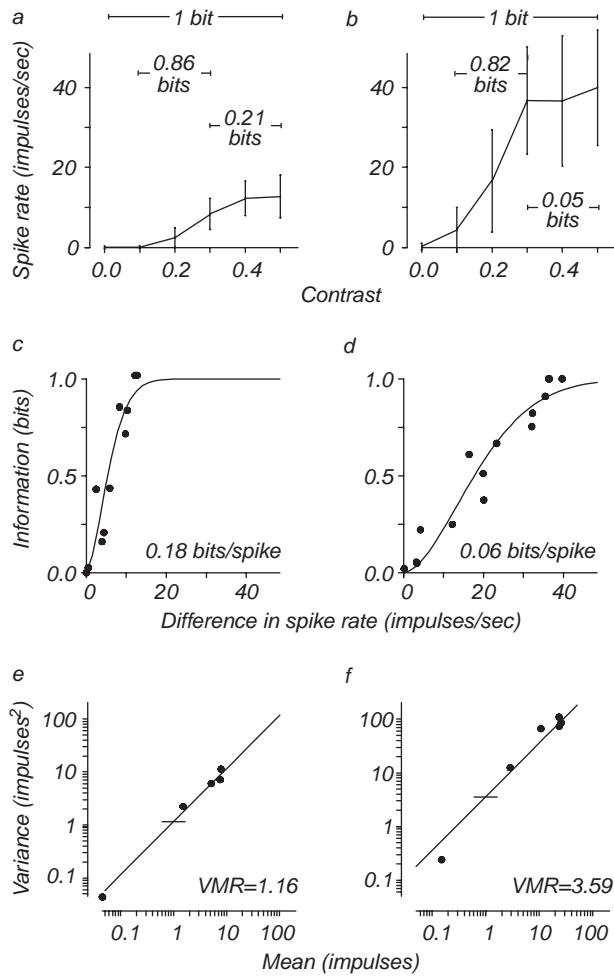 a
1 bit
b
1 bit
Spike rate (impulses/sec)
40
20
0
0.86
bits
0.21
bits
0.0
0.2
0.4
40
20
0
0.82
bits
0.05
bits
0.0
0.2
0.4
Contrast
c
d
Information (bits)
1.0
0.5
0.0
0.18 bits/spike
0
20
40
1.0
0.5
0.0
0.06 bits/spike
0
20
40
Difference in spike rate (impulses/sec)
e
f
Variance (impulses²)
100
10
1
0.1
VMR=1.16
0.1
1
10
100
100
10
1
0.1
VMR=3.59
0.1
1
10
100
Mean (impulses)